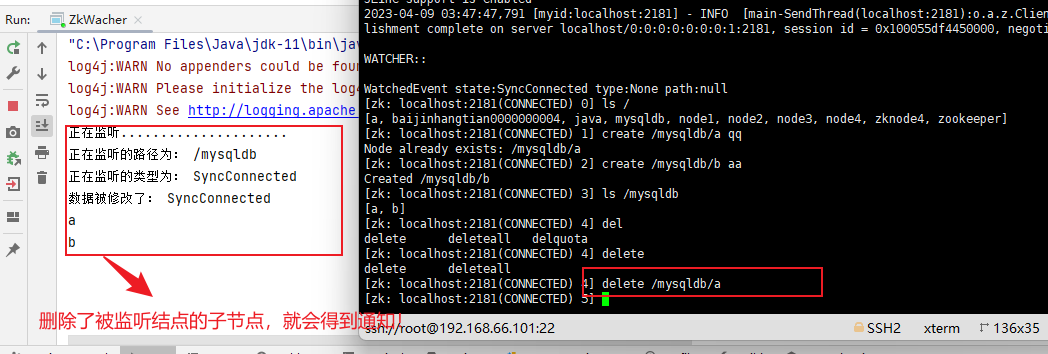 Run:
ZkWacher
"C:\Program Files\Java\jdk-11\bin\jav
log4j:WARN No appenders could be fou
log4j:WARN Please initialize the log4
log4j:WARN See http://logging.apache.
正在监听.....................
正在监听的路径为： /mysqldb
正在监听的类型为： SyncConnected
数据被修改了： SyncConnected
a
b
删除了被监听结点的子节点，就会得到通知！
2023-04-09 03:47:47,791 [myid:localhost:2181] - INFO  [main-SendThread(localhost:2181):o.a.z.Clien
lishment complete on server localhost/0:0:0:0:0:0:0:1:2181, session id = 0x100055df4450000, negoti
WATCHER::
WatchedEvent state:SyncConnected type:None path:null
[zk: localhost:2181(CONNECTED) 0] ls /
[a, baijinhangtian0000000004, java, mysqldb, node1, node2, node3, node4, zknode4, zookeeper]
[zk: localhost:2181(CONNECTED) 1] create /mysqldb/a qq
Node already exists: /mysqldb/a
[zk: localhost:2181(CONNECTED) 2] create /mysqldb/b aa
Created /mysqldb/b
[zk: localhost:2181(CONNECTED) 3] ls /mysqldb
[a, b]
[zk: localhost:2181(CONNECTED) 4] del
delete      deleteall   delquota
[zk: localhost:2181(CONNECTED) 4] delete
delete      deleteall
[zk: localhost:2181(CONNECTED) 4] delete /mysqldb/a
[zk: localhost:2181(CONNECTED) 5]
ssh://root@192.168.66.101:22
SSH2
xterm
136x35